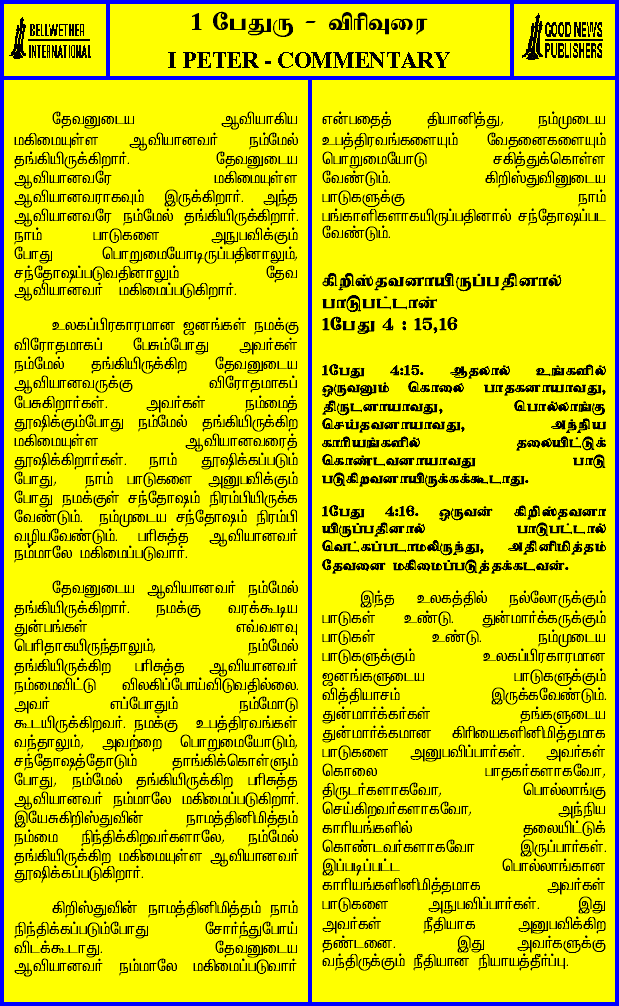 BELLWETHER
INTERNATIONAL
1 பேதுரு - விரிவுரை
I PETER - COMMENTARY
GOOD NEWS
PUBLISHERS
தேவனுடைய ஆவியாகிய
மகிமையுள்ள ஆவியானவர் நம்மேல்
தங்கியிருக்கிறார். தேவனுடைய
ஆவியானவரே மகிமையுள்ள
ஆவியானவராகவும் இருக்கிறார். அந்த
ஆவியானவரே நம்மேல் தங்கியிருக்கிறார்.
நாம் பாடுகளை அநுபவிக்கும்
போது பொறுமையோடிருப்பதினாலும்,
சந்தோஷப்படுவதினாலும் தேவ
ஆவியானவர் மகிமைப்படுகிறார்.
உலகப்பிரகாரமான ஜனங்கள் நமக்கு
விரோதமாகப் பேசும்போது அவர்கள்
நம்மேல் தங்கியிருக்கிற தேவனுடைய
ஆவியானவருக்கு விரோதமாகப்
பேசுகிறார்கள். அவர்கள் நம்மைத்
தூஷிக்கும்போது நம்மேல் தங்கியிருக்கிற
மகிமையுள்ள ஆவியானவரைத்
தூஷிக்கிறார்கள். நாம் தூஷிக்கப்படும்
போது, நாம் பாடுகளை அனுபவிக்கும்
போது நமக்குள் சந்தோஷம் நிரம்பியிருக்க
வேண்டும். நம்முடைய சந்தோஷம் நிரம்பி
வழியவேண்டும். பரிசுத்த ஆவியானவர்
நம்மாலே மகிமைப்படுவார்.
தேவனுடைய ஆவியானவர் நம்மேல்
தங்கியிருக்கிறார். நமக்கு வரக்கூடிய
துன்பங்கள் எவ்வளவு
பெரிதாகயிருந்தாலும், நம்மேல்
தங்கியிருக்கிற பரிசுத்த ஆவியானவர்
நம்மைவிட்டு விலகிப்போய்விடுவதில்லை.
அவர் எப்போதும் நம்மோடு
கூடயிருக்கிறவர். நமக்கு உபத்திரவங்கள்
வந்தாலும், அவற்றை பொறுமையோடும்,
சந்தோஷத்தோடும் தாங்கிக்கொள்ளும்
போது, நம்மேல் தங்கியிருக்கிற பரிசுத்த
ஆவியானவர் நம்மாலே மகிமைப்படுகிறார்.
இயேசுகிறிஸ்துவின் நாமத்தினிமித்தம்
நம்மை நிந்திக்கிறவர்களாலே, நம்மேல்
தங்கியிருக்கிற மகிமையுள்ள ஆவியானவர்
தூஷிக்கப்படுகிறார்.
கிறிஸ்துவின் நாமத்தினிமித்தம் நாம்
நிந்திக்கப்படும்போது சோர்ந்துபோய்
விடக்கூடாது. தேவனுடைய
ஆவியானவர் நம்மாலே மகிமைப்படுவார்
என்பதைத் தியானித்து, நம்முடைய
உபத்திரவங்களையும் வேதனைகளையும்
பொறுமையோடு சகித்துக்கொள்ள
வேண்டும். கிறிஸ்துவினுடைய
பாடுகளுக்கு நாம்
பங்காளிகளாகயிருப்பதினால் சந்தோஷப்பட
வேண்டும்.
கிறிஸ்தவனாயிருப்பதினால்
பாடுபட்டான்
1பேது 4 : 15,16
1பேது 4:15. ஆதலால் உங்களில்
ஒருவனும் கொலை பாதகனாயாவது,
திருடனாயாவது, பொல்லாங்கு
செய்தவனாயாவது, அந்நிய
காரியங்களில் தலையிட்டுக்
கொண்டவனாயாவது பாடு
படுகிறவனாயிருக்கக்கூடாது.
1பேது 4:16. ஒருவன் கிறிஸ்தவனா
யிருப்பதினால் பாடுபட்டால்
வெட்கப்படாமலிருந்து, அதினிமித்தம்
தேவனை மகிமைப்படுத்தக்கடவன்.
இந்த உலகத்தில் நல்லோருக்கும்
பாடுகள் உண்டு. துன்மார்க்கருக்கும்
பாடுகள் உண்டு. நம்முடைய
பாடுகளுக்கும் உலகப்பிரகாரமான
ஜனங்களுடைய பாடுகளுக்கும்
வித்தியாசம் இருக்கவேண்டும்.
துன்மார்க்கர்கள் தங்களுடைய
துன்மார்க்கமான கிரியைகளினிமித்தமாக
பாடுகளை அனுபவிப்பார்கள். அவர்கள்
கொலை பாதகர்களாகவோ,
திருடர்களாகவோ, பொல்லாங்கு
செய்கிறவர்களாகவோ, அந்நிய
காரியங்களில் தலையிட்டுக்
கொண்டவர்களாகவோ இருப்பார்கள்.
இப்படிப்பட்ட பொல்லாங்கான
காரியங்களினிமித்தமாக அவர்கள்
பாடுகளை அநுபவிப்பார்கள். இது
அவர்கள் நீதியாக அனுபவிக்கிற
தண்டனை. இது அவர்களுக்கு
வந்திருக்கும் நீதியான நியாயத்தீர்ப்பு.